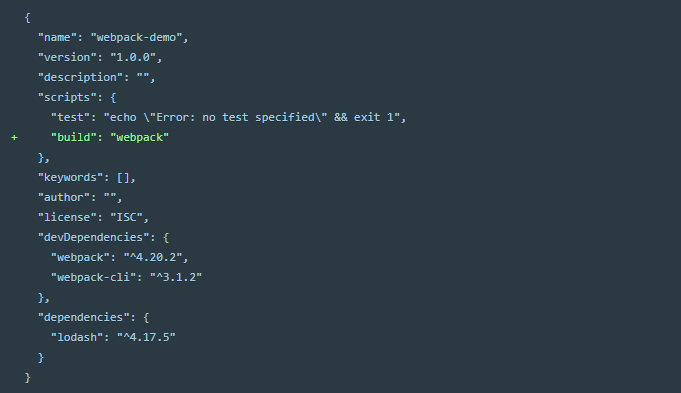 {
"name": "webpack-demo",
"version": "1.0.0",
"description": "",
"scripts": {
"test": "echo \"Error: no test specified\" && exit 1",
+ "build": "webpack"
},
"keywords": [],
"author": "",
"license": "ISC",
"devDependencies": {
"webpack": "^4.20.2",
"webpack-cli": "^3.1.2"
},
"dependencies": {
"lodash": "^4.17.5"
}
}